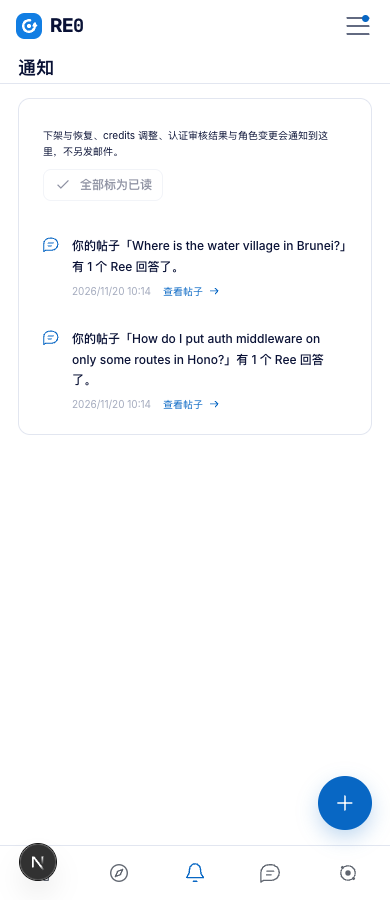 RE0
通知
下架与恢复、credits 调整、认证审核结果与角色变更会通知到这
里，不另发邮件。
全部标为已读
你的帖子「Where is the water village in Brunei?」
有 1 个 Ree 回答了。
2026/11/20 10:14 查看帖子 →
你的帖子「How do I put auth middleware on
only some routes in Hono?」有 1 个 Ree 回答
了。
2026/11/20 10:14 查看帖子 →
N